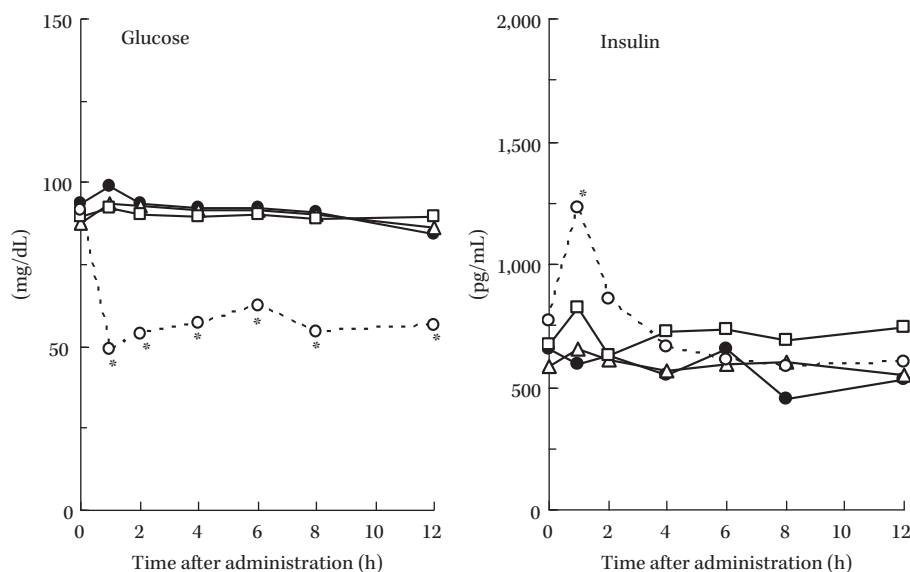 Glucose
150
100
50
0
(mg/dL)
*
*
*
*
*
*
0 2 4 6 8 10 12
Time after administration (h)
Insulin
2,000
1,500
1,000
500
0
(pg/mL)
*
0 2 4 6 8 10 12
Time after administration (h)